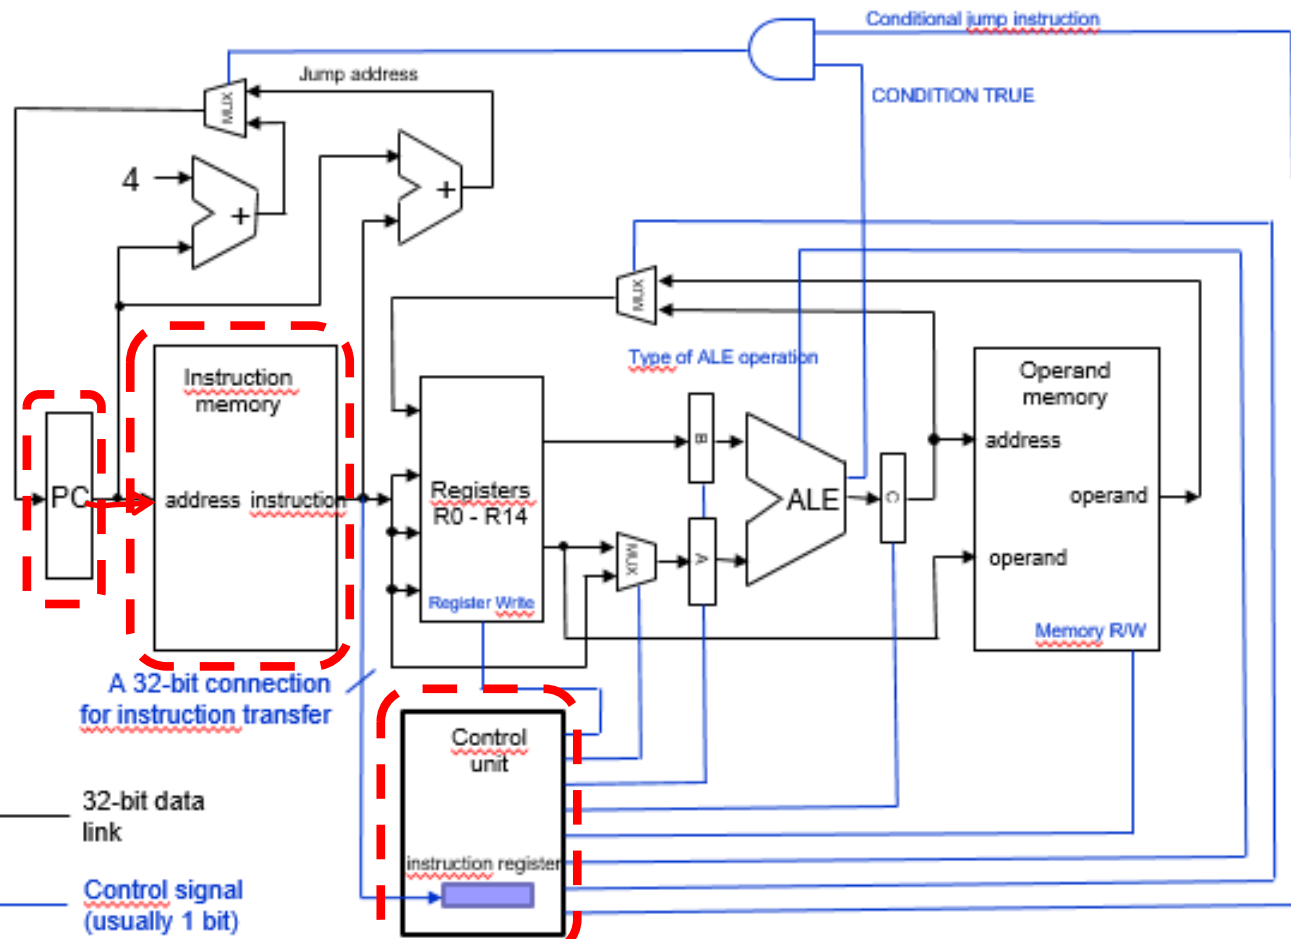 Conditional jump instruction
Jump address
MUX
CONDITION TRUE
4
+
+
MUX
Type of ALE operation
Instruction
memory
Operand
memory
PC
address instruction
Registers
R0 - R14
Register Write
B
A
MUX
ALE
C
address
operand
operand
Memory R/W
A 32-bit connection
for instruction transfer
Control
unit
instruction register
32-bit data
link
Control signal
(usually 1 bit)